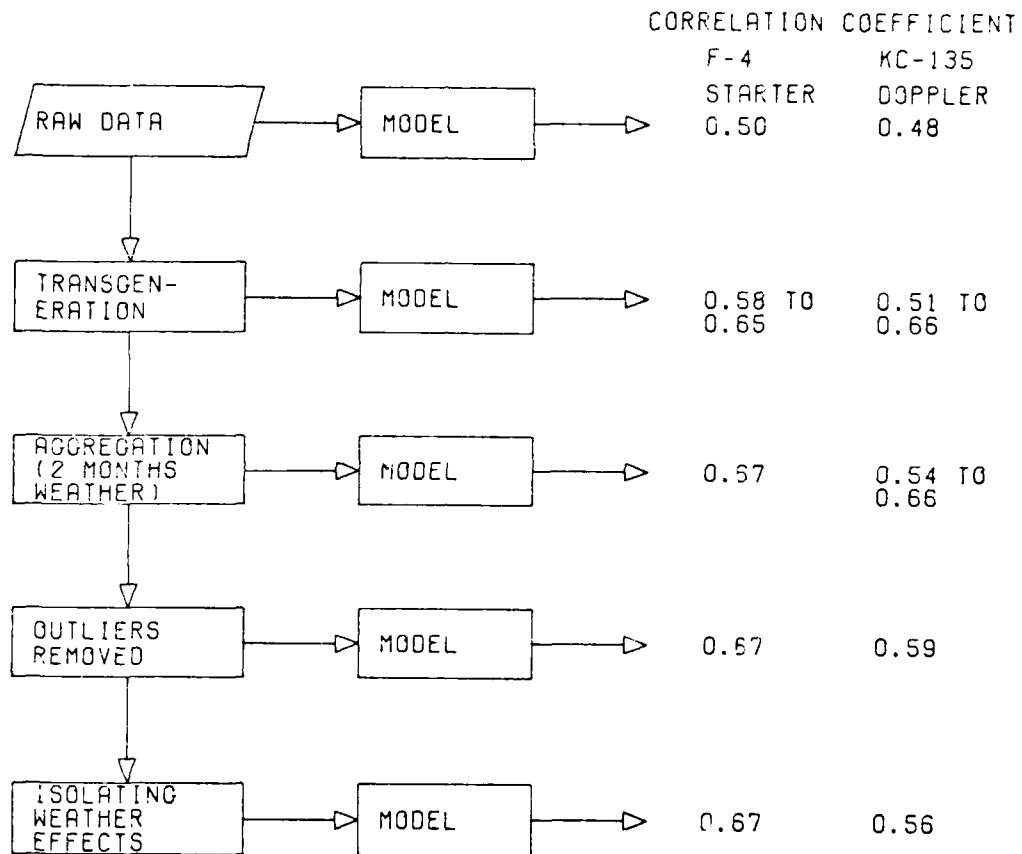 CORRELATION COEFFICIENT
F-4 KC-135
STARTER DOPPLER
RAW DATA MODEL 0.50 0.48
TRANSGEN-
ERATION
MODEL
0.58 TO
0.65
0.51 TO
0.66
AGGREGATION
(2 MONTHS
WEATHER)
MODEL
0.67
0.54 TO
0.66
OUTLIERS
REMOVED
MODEL
0.67
0.59
ISOLATING
WEATHER
EFFECTS
MODEL
0.67
0.56